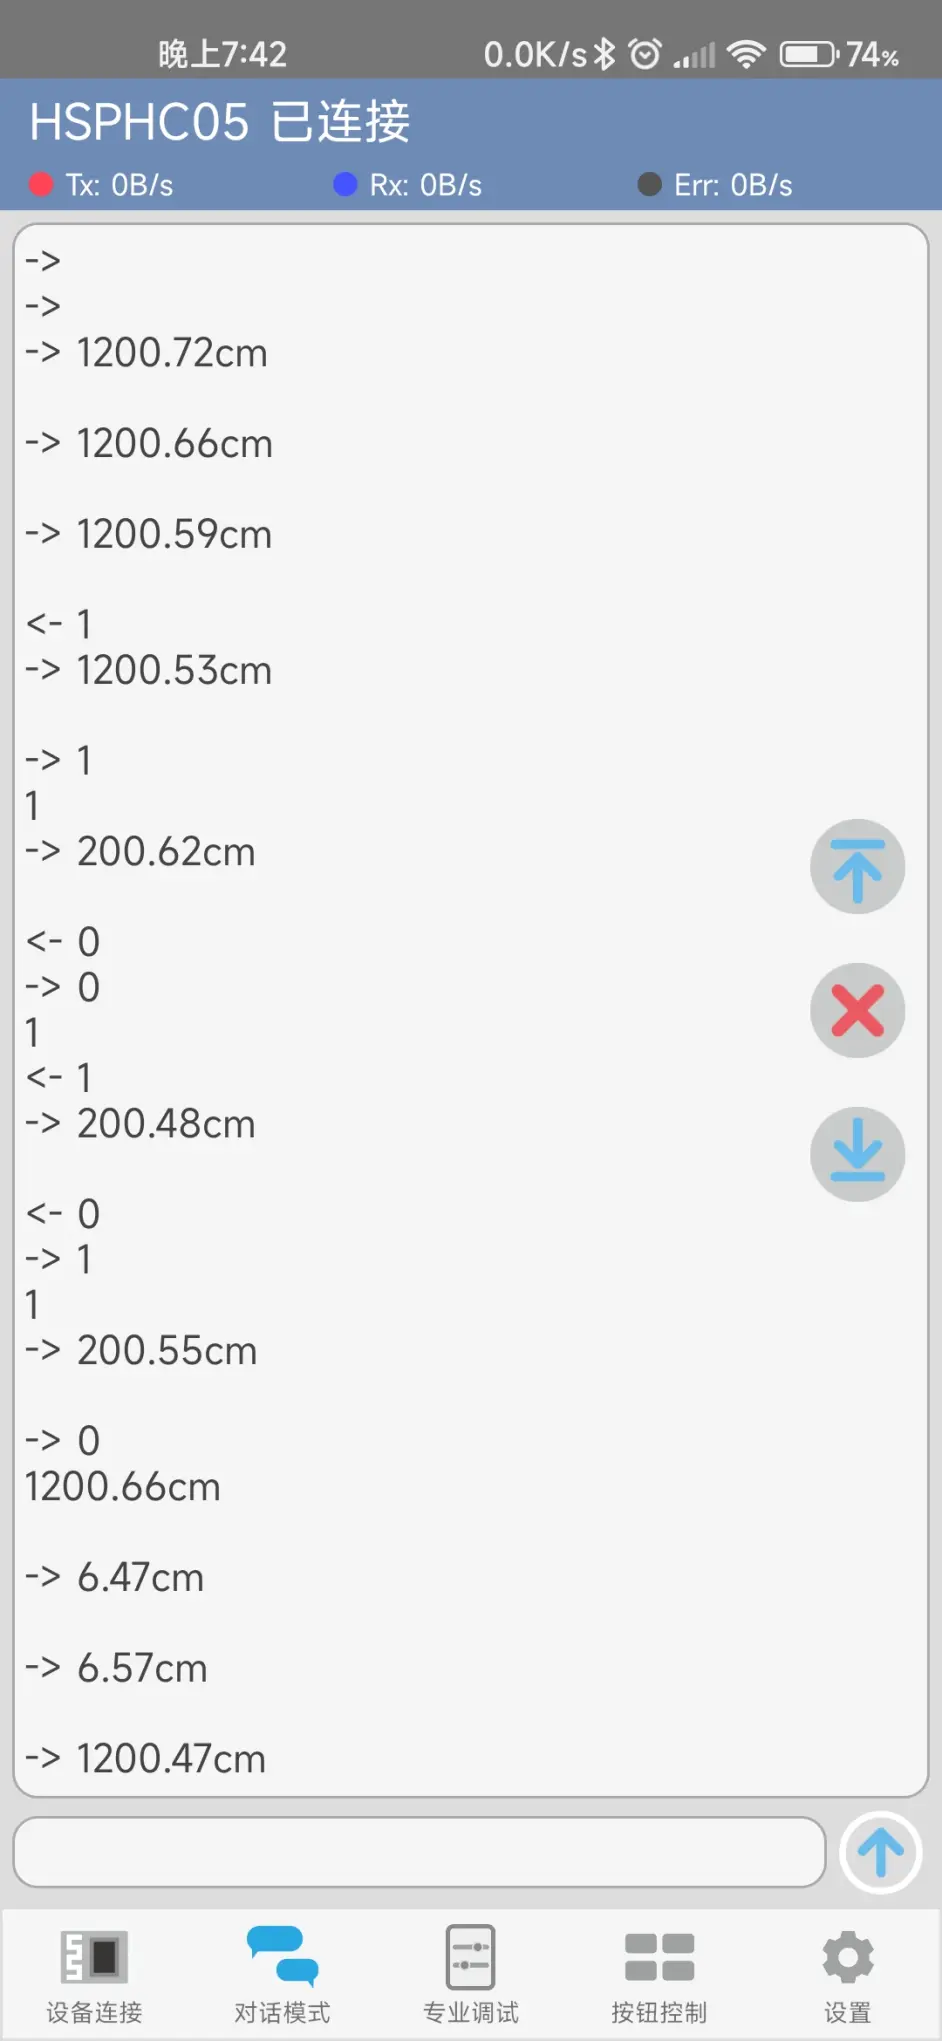 晚上7:42 0.0K/s 74%
HSPHC05 已连接
Tx: 0B/s Rx: 0B/s Err: 0B/s
->
->
-> 1200.72cm
-> 1200.66cm
-> 1200.59cm
<- 1
-> 1200.53cm
-> 1
1
-> 200.62cm
<- 0
-> 0
1
<- 1
-> 200.48cm
<- 0
-> 1
1
-> 200.55cm
-> 0
1200.66cm
-> 6.47cm
-> 6.57cm
-> 1200.47cm
设备连接 对话模式 专业调试 按钮控制 设置